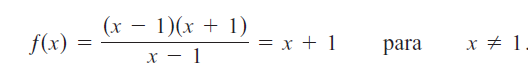 f(x) = (x − 1)(x + 1) / x − 1 = x + 1 para x ≠ 1.